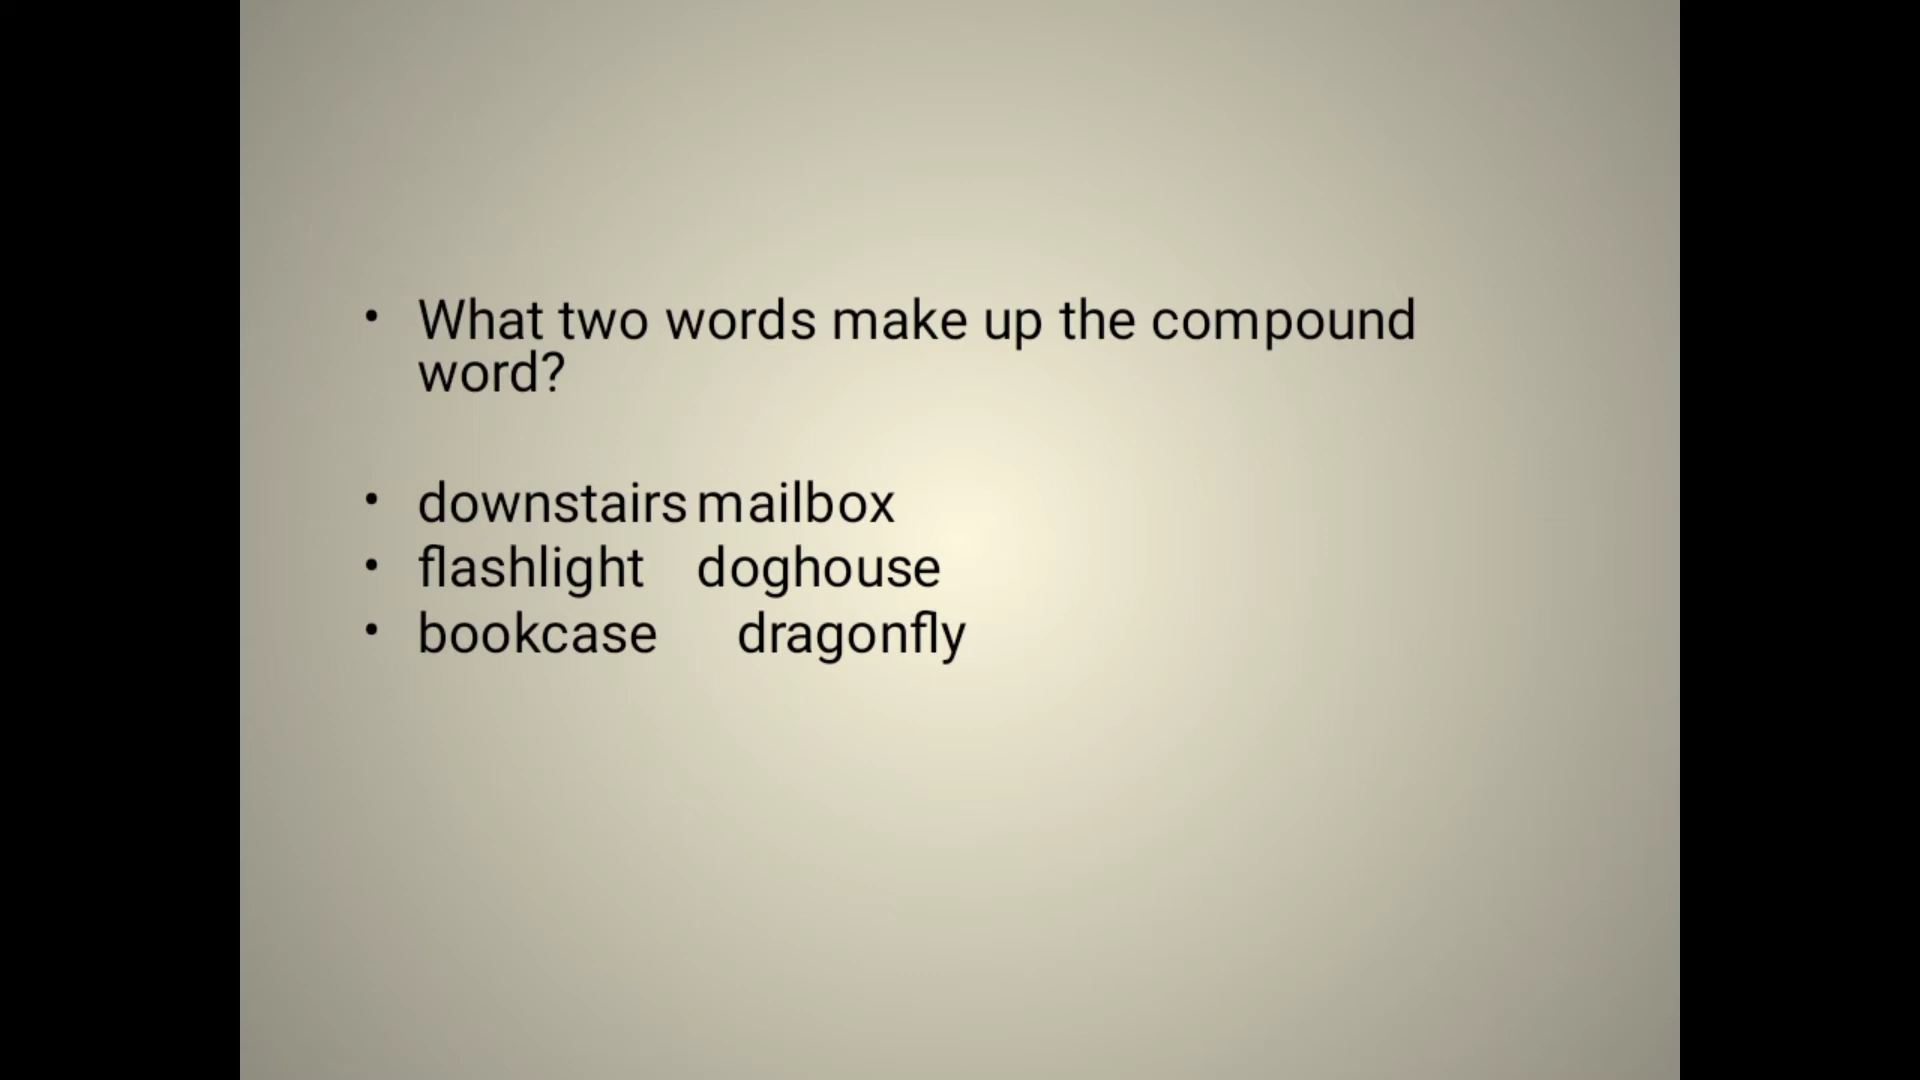 • What two words make up the compound
word?
• downstairs mailbox
• flashlight doghouse
• bookcase dragonfly